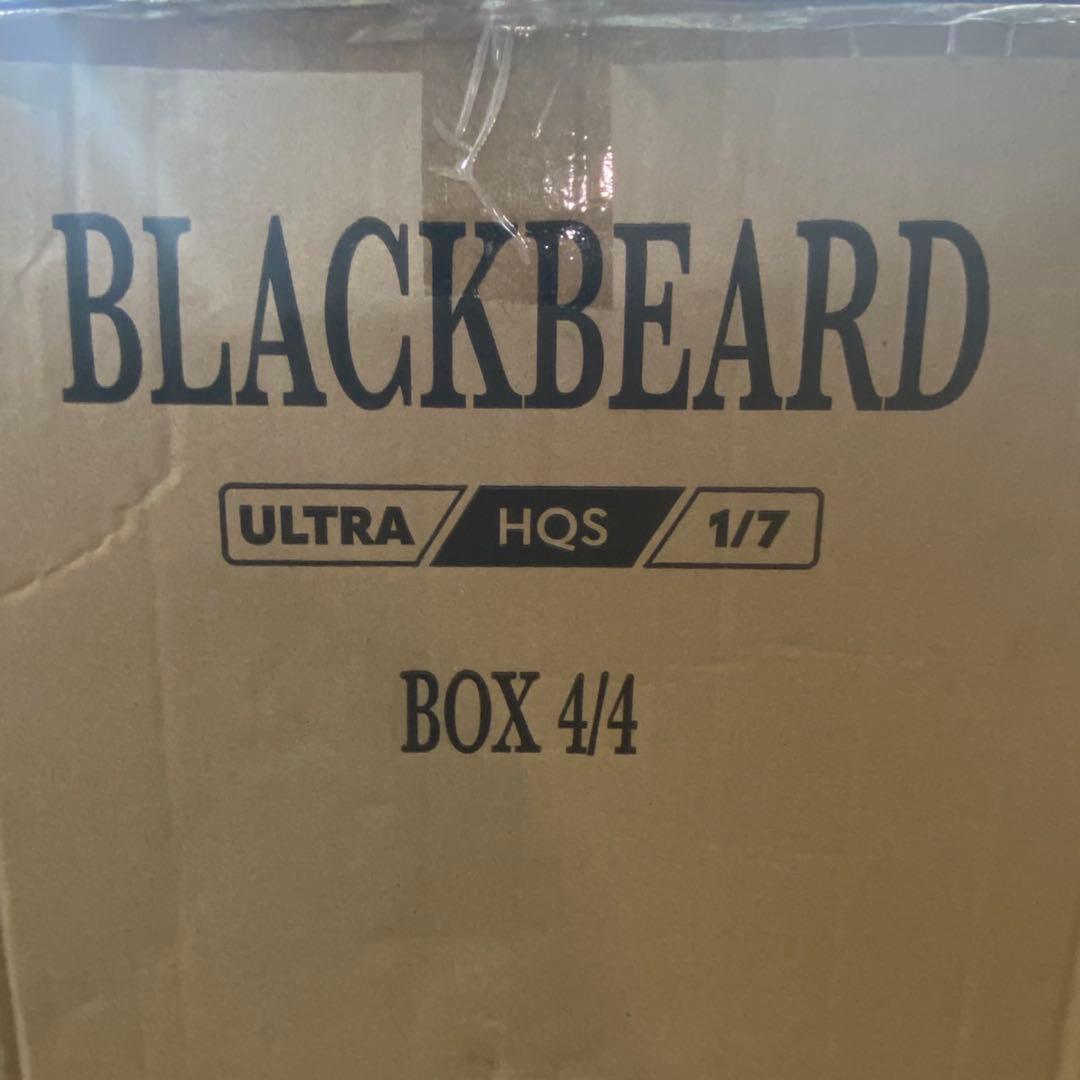 BLACKBEARD
ULTRA HQS 1/7
BOX 4/4